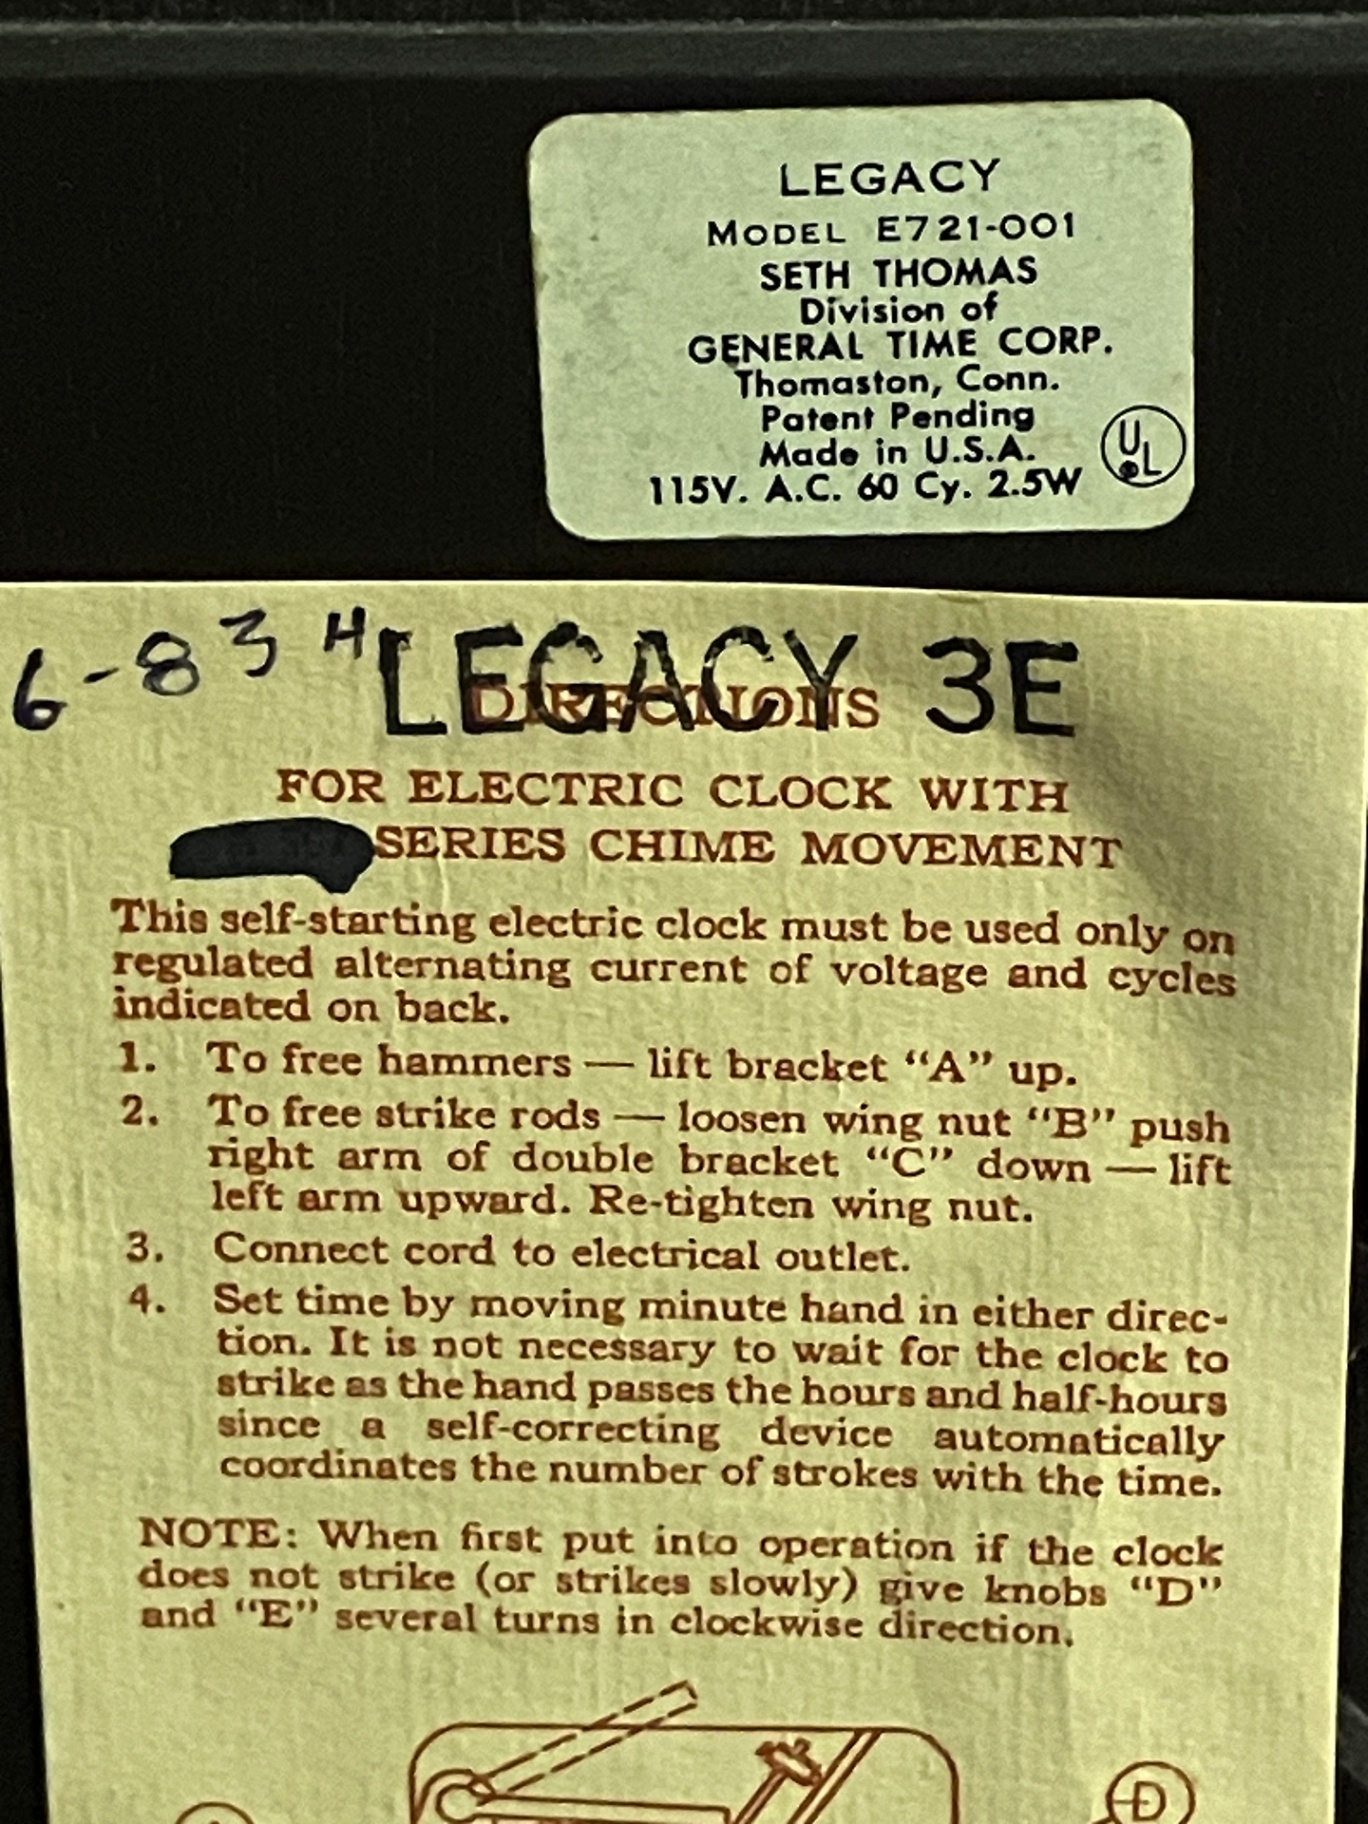 LEGACY
MODEL E721-001
SETH THOMAS
Division of
GENERAL TIME CORP.
Thomaston, Conn.
Patent Pending
Made in U.S.A.
115V. A.C. 60 Cy. 2.5W
UL
6-83 H LEGACY 3E
DIRECTIONS
FOR ELECTRIC CLOCK WITH
SERIES CHIME MOVEMENT
This self-starting electric clock must be used only on
regulated alternating current of voltage and cycles
indicated on back.
1. To free hammers — lift bracket "A" up.
2. To free strike rods — loosen wing nut "B" push
right arm of double bracket "C" down — lift
left arm upward. Re-tighten wing nut.
3. Connect cord to electrical outlet.
4. Set time by moving minute hand in either direc-
tion. It is not necessary to wait for the clock to
strike as the hand passes the hours and half-hours
since a self-correcting device automatically
coordinates the number of strokes with the time.
NOTE: When first put into operation if the clock
does not strike (or strikes slowly) give knobs "D"
and "E" several turns in clockwise direction.
D